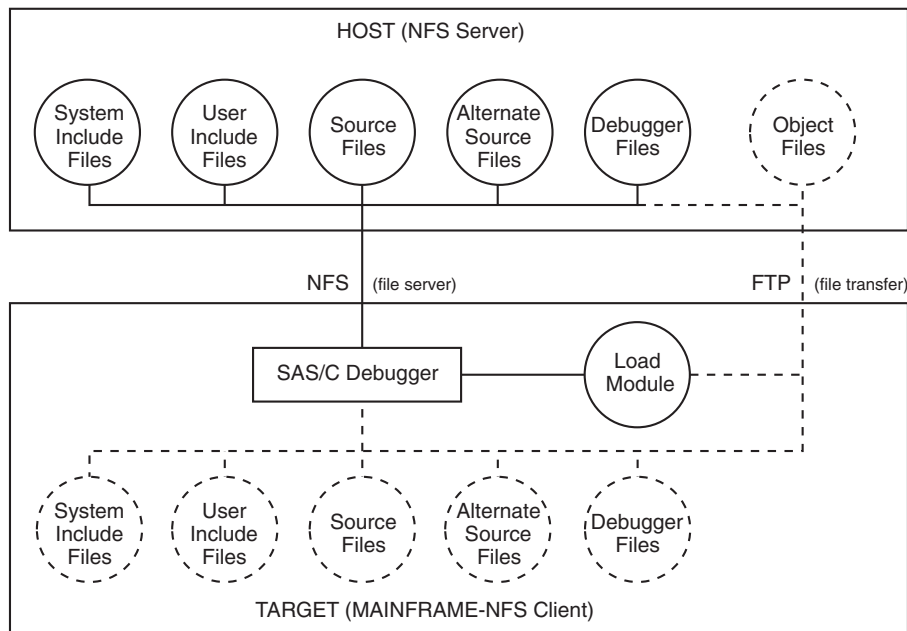 HOST (NFS Server)
System
Include
Files
User
Include
Files
Source
Files
Alternate
Source
Files
Debugger
Files
Object
Files
NFS (file server)
FTP (file transfer)
SAS/C Debugger
Load
Module
System
Include
Files
User
Include
Files
Source
Files
Alternate
Source
Files
Debugger
Files
TARGET (MAINFRAME-NFS Client)